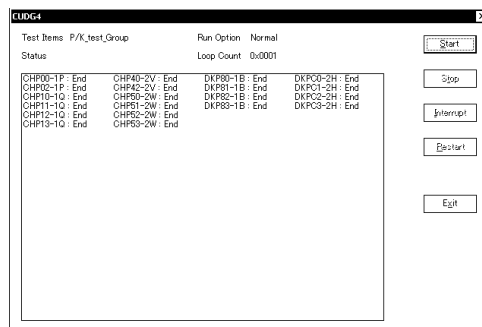 CUDG4 X
Test Items P/K_test_Group Run Option Normal
Status Loop Count 0x0001
Start
Stop
Interrupt
Restart
Exit
CHP00-1P : End CHP40-2V : End DKP80-1B : End DKPC0-2H : End
CHP02-1P : End CHP42-2V : End DKP81-1B : End DKPC1-2H : End
CHP10-1Q : End CHP50-2W : End DKP82-1B : End DKPC2-2H : End
CHP11-1Q : End CHP51-2W : End DKP83-1B : End DKPC3-2H : End
CHP12-1Q : End CHP52-2W : End
CHP13-1Q : End CHP53-2W : End